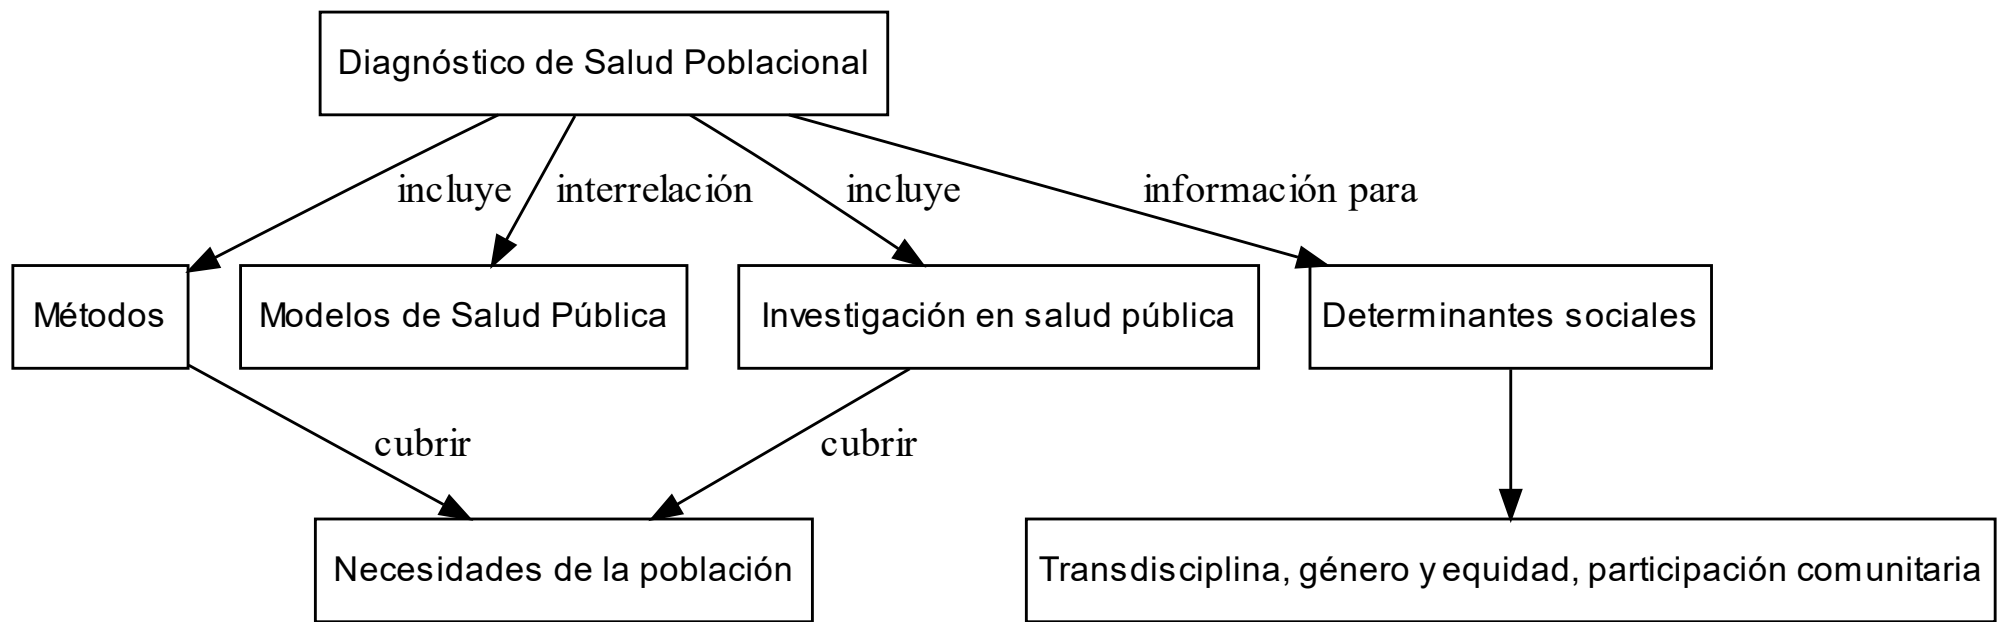 Diagnóstico de Salud Poblacional
incluye
interrelación
incluye
información para
Métodos
Modelos de Salud Pública
Investigación en salud pública
Determinantes sociales
cubrir
cubrir
Necesidades de la población
Transdisciplina, género y equidad, participación comunitaria